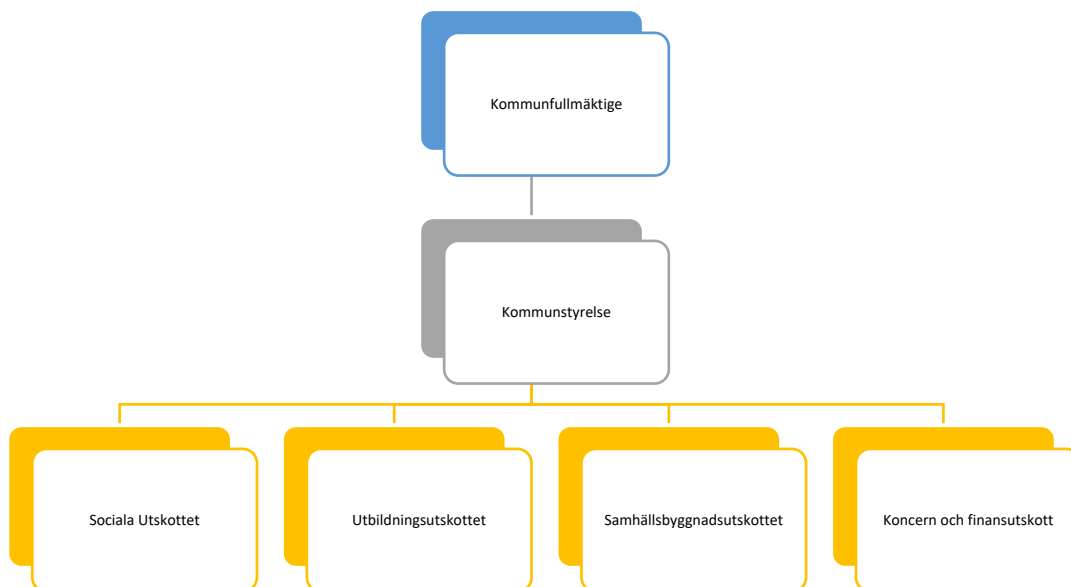 Kommunfullmäktige
Kommunstyrelse
Sociala Utskottet
Utbildningsutskottet
Samhällsbyggnadsutskottet
Koncern och finansutskott